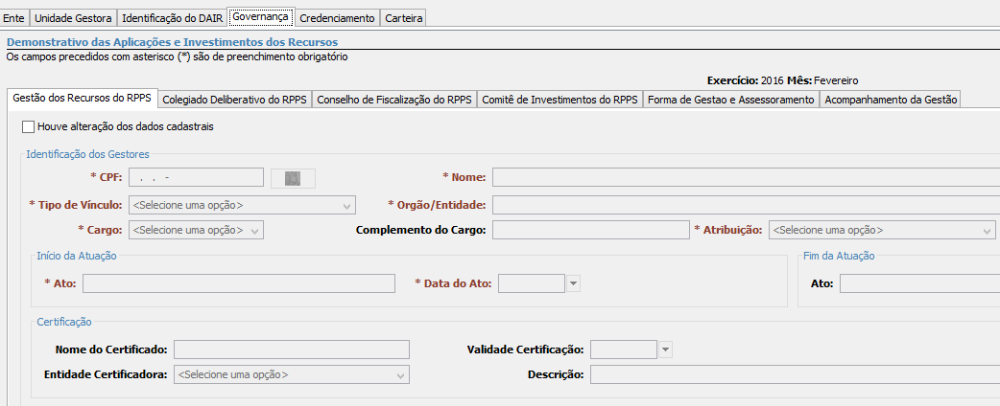 Ente Unidade Gestora Identificação do DAIR Governança Credenciamento Carteira
Demonstrativo das Aplicações e Investimentos dos Recursos
Os campos precedidos com asterisco (*) são de preenchimento obrigatório
Exercício: 2016 Mês: Fevereiro
Gestão dos Recursos do RPPS Colegiado Deliberativo do RPPS Conselho de Fiscalização do RPPS Comitê de Investimentos do RPPS Forma de Gestao e Assessoramento Acompanhamento da Gestão
Houve alteração dos dados cadastrais
Identificação dos Gestores
* CPF: . . - * Nome:
* Tipo de Vínculo: <Selecione uma opção> * Orgão/Entidade:
* Cargo: <Selecione uma opção> Complemento do Cargo: * Atribuição: <Selecione uma opção>
Início da Atuação Fim da Atuação
* Ato: * Data do Ato: Ato:
Certificação
Nome do Certificado: Validade Certificação:
Entidade Certificadora: <Selecione uma opção> Descrição: